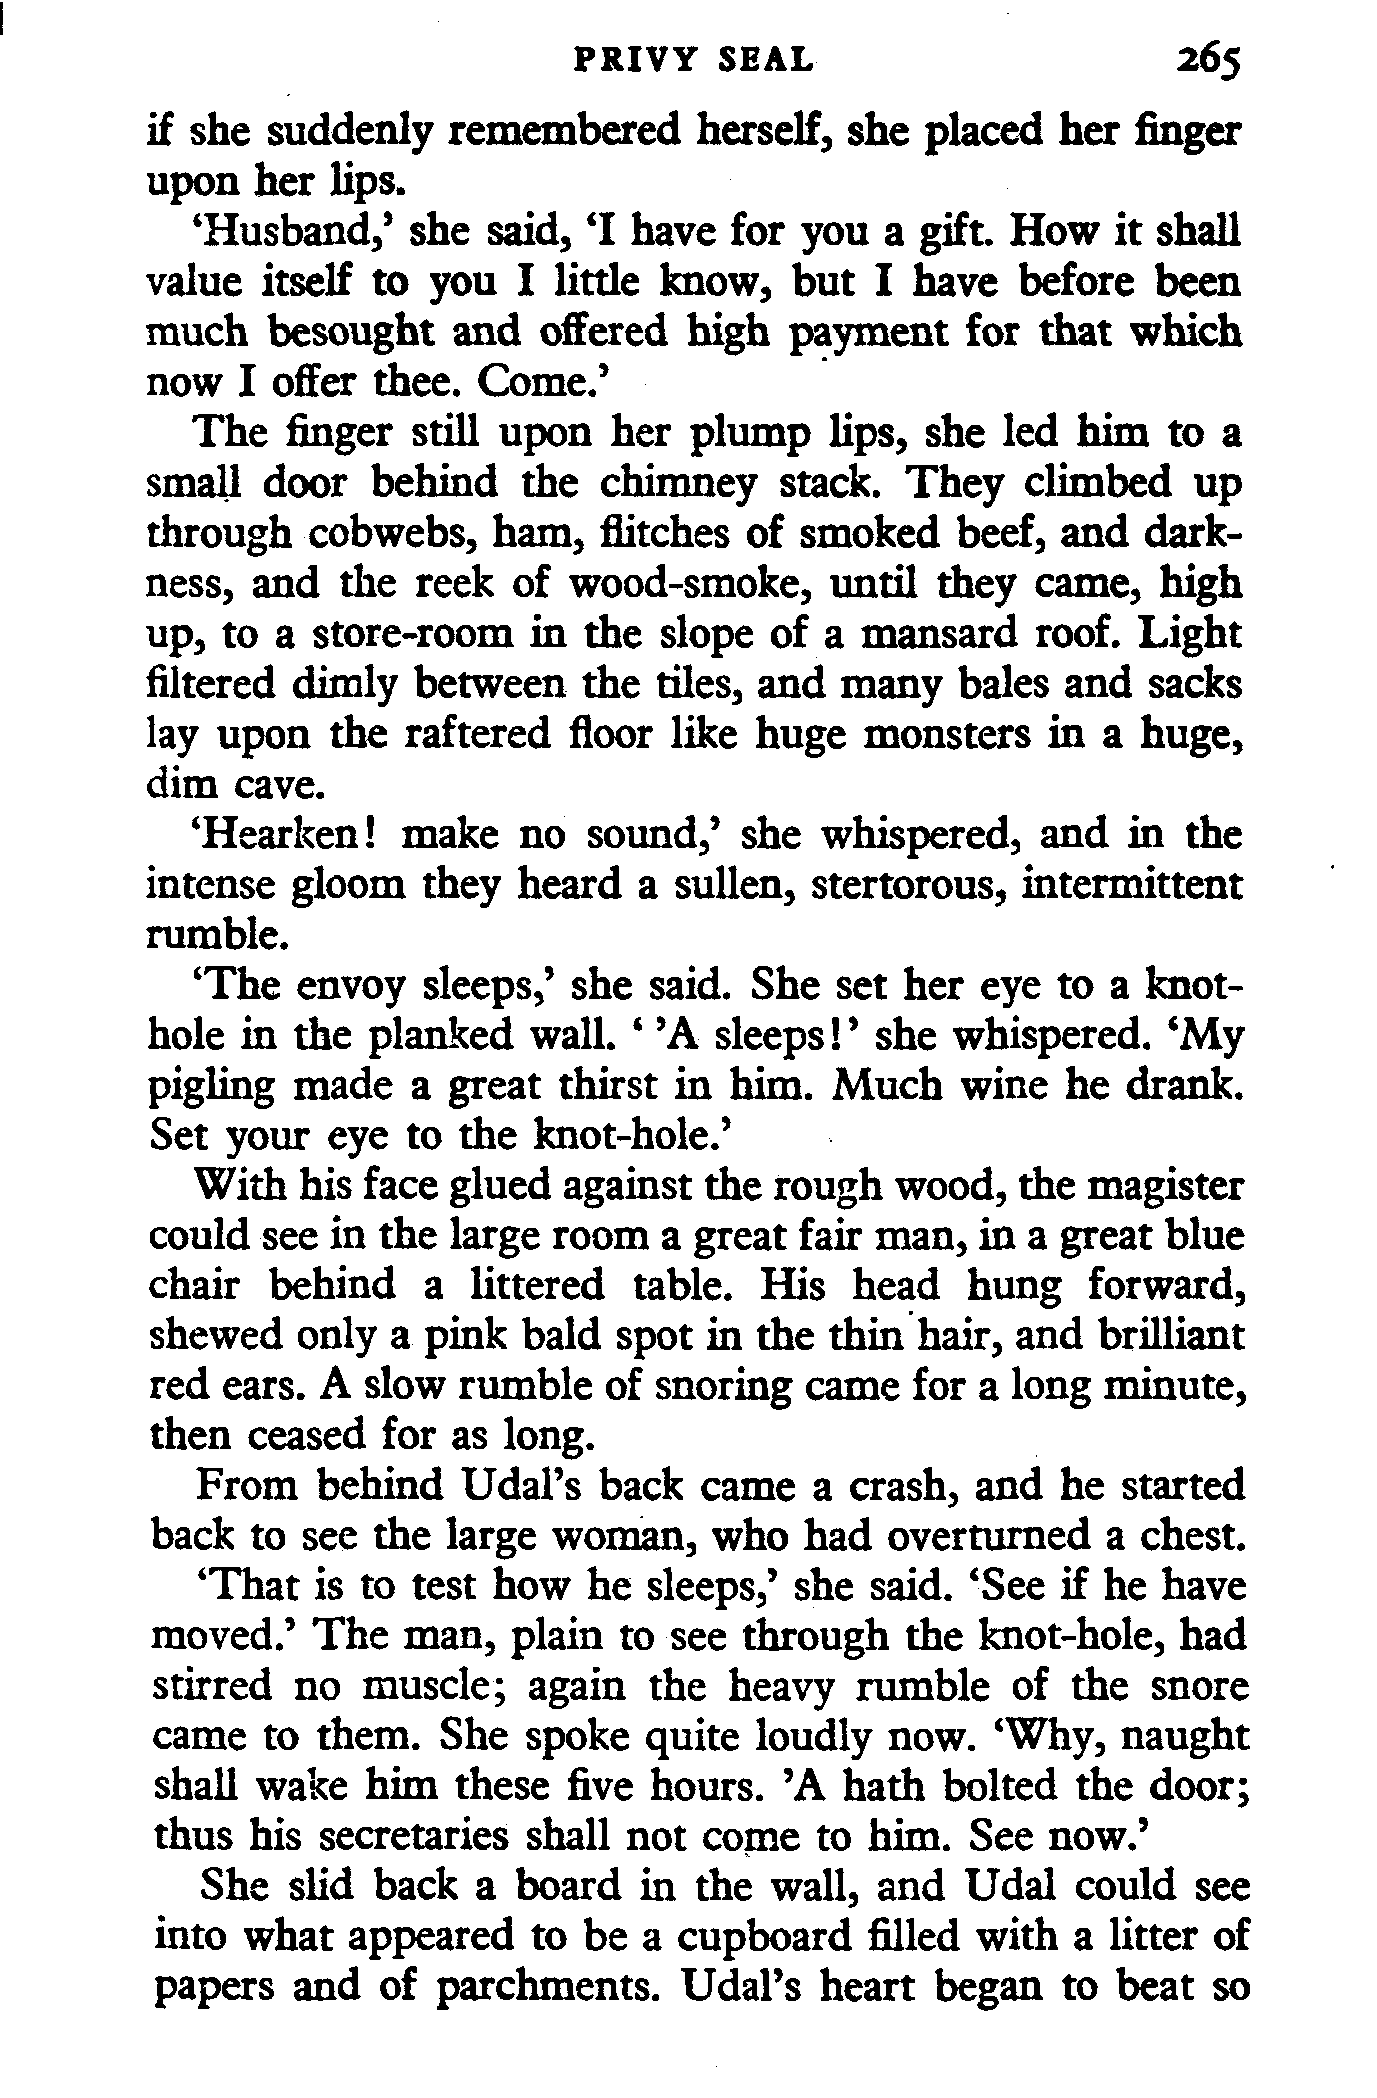 PRIVY SEAL 265
if she suddenly remembered herself, she placed her finger
upon her lips.
‘Husband,’ she said, ‘I have for you a gift. How it shall
value itself to you I little know, but I have before been
much besought and offered high payment for that which
now I offer thee. Come.’
The finger still upon her plump lips, she led him to a
small door behind the chimney stack. They climbed up
through cobwebs, ham, flitches of smoked beef, and dark-
ness, and the reek of wood-smoke, until they came, high
up, to a store-room in the slope of a mansard roof. Light
filtered dimly between the tiles, and many bales and sacks
lay upon the raftered floor like huge monsters in a huge,
dim cave.
‘Hearken! make no sound,’ she whispered, and in the
intense gloom they heard a sullen, stertorous, intermittent
rumble.
‘The envoy sleeps,’ she said. She set her eye to a knot-
hole in the planked wall. ‘ ’A sleeps!’ she whispered. ‘My
pigling made a great thirst in him. Much wine he drank.
Set your eye to the knot-hole.’
With his face glued against the rough wood, the magister
could see in the large room a great fair man, in a great blue
chair behind a littered table. His head hung forward,
shewed only a pink bald spot in the thin hair, and brilliant
red ears. A slow rumble of snoring came for a long minute,
then ceased for as long.
From behind Udal’s back came a crash, and he started
back to see the large woman, who had overturned a chest.
‘That is to test how he sleeps,’ she said. ‘See if he have
moved.’ The man, plain to see through the knot-hole, had
stirred no muscle; again the heavy rumble of the snore
came to them. She spoke quite loudly now. ‘Why, naught
shall wake him these five hours. ’A hath bolted the door;
thus his secretaries shall not come to him. See now.’
She slid back a board in the wall, and Udal could see
into what appeared to be a cupboard filled with a litter of
papers and of parchments. Udal’s heart began to beat so